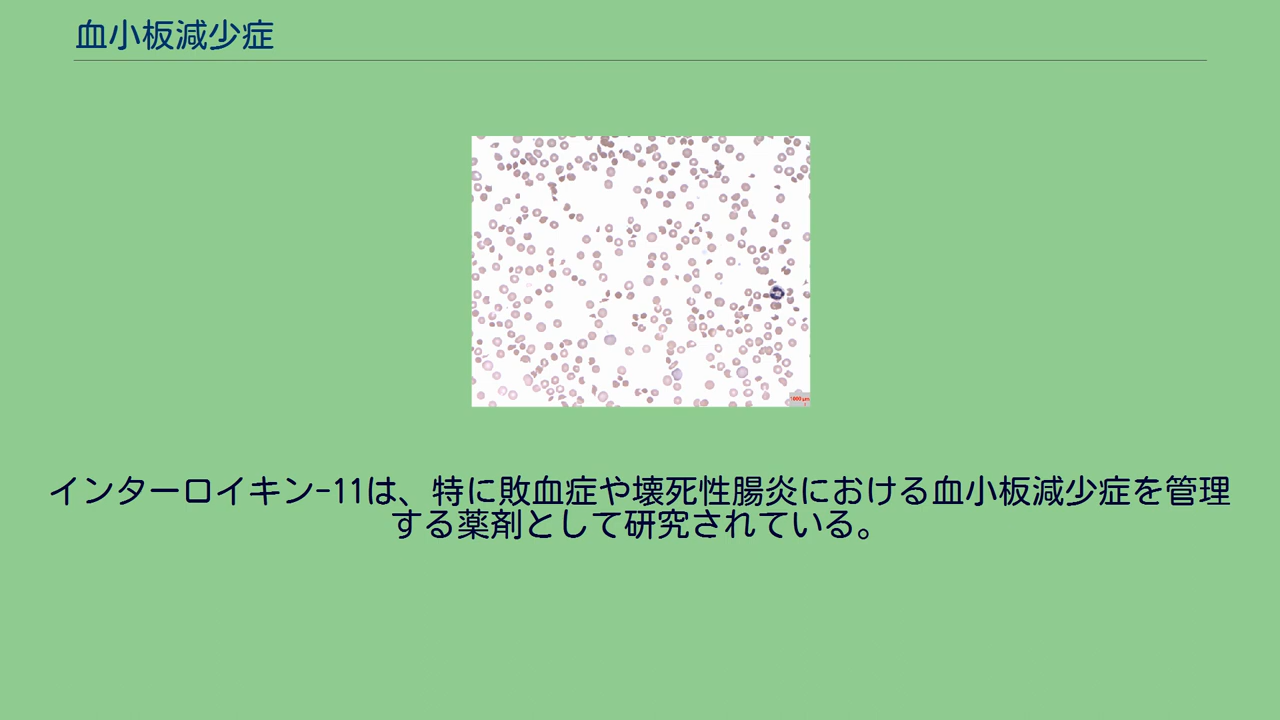 血小板減少症
1000 µm
インターロイキン-11は、特に敗血症や壊死性腸炎における血小板減少症を管理
する薬剤として研究されている。